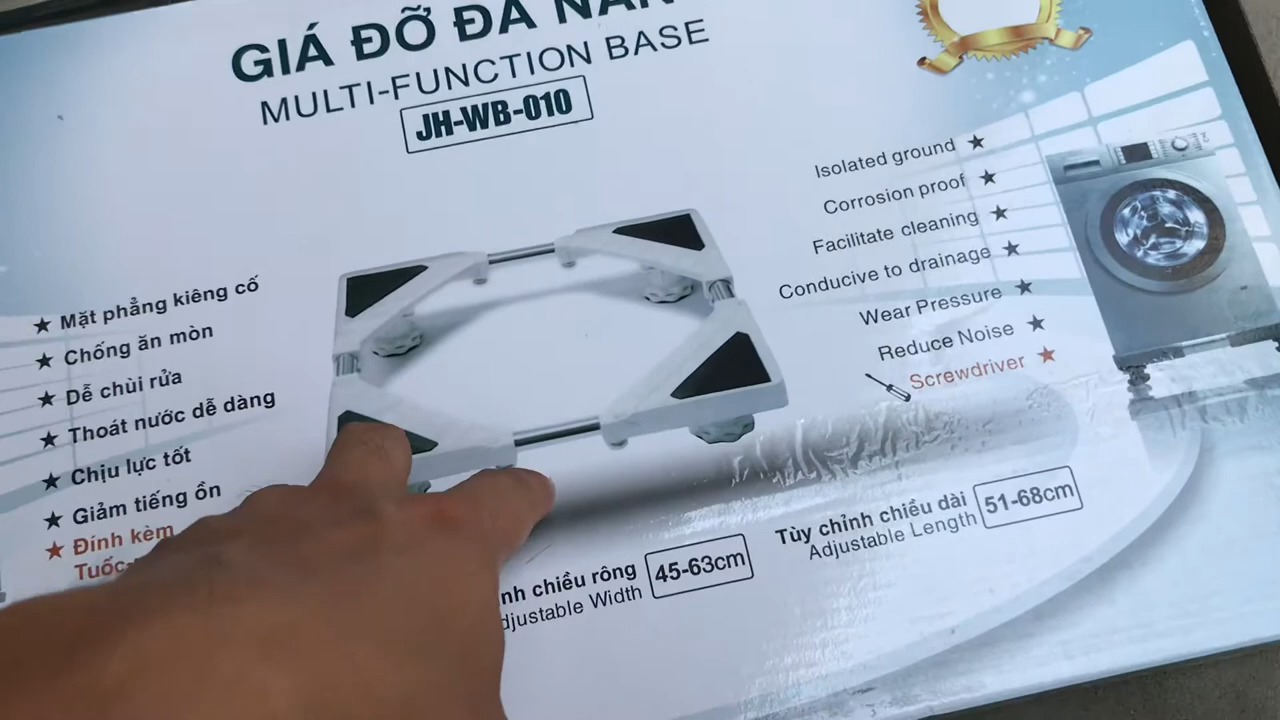 GIÁ ĐỠ ĐA NĂN
MULTI-FUNCTION BASE
JH-WB-010
Isolated ground ★
Corrosion proof ★
Facilitate cleaning ★
Conducive to drainage ★
Wear Pressure ★
Reduce Noise ★
Screwdriver ★
★ Mặt phẳng kiêng cố
★ Chống ăn mòn
★ Dễ chùi rửa
★ Thoát nước dễ dàng
★ Chịu lực tốt
★ Giảm tiếng ồn
★ Đính kèm
Tuốc-
nh chiều rông 45-63cm
djustable Width
Tùy chỉnh chiều dài 51-68cm
Adjustable Length